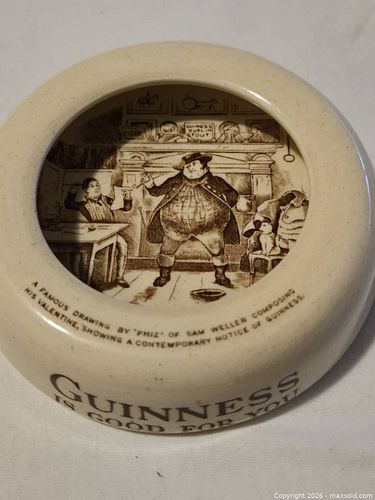 GUINNESS
DUBLIN
STOUT
A FAMOUS DRAWING BY "PHIZ" OF SAM WELLER COMPOSING
HIS VALENTINE, SHOWING A CONTEMPORARY NOTICE OF GUINNESS.
GUINNESS
IS GOOD FOR YOU
Copyright 2026 - maxsold.com